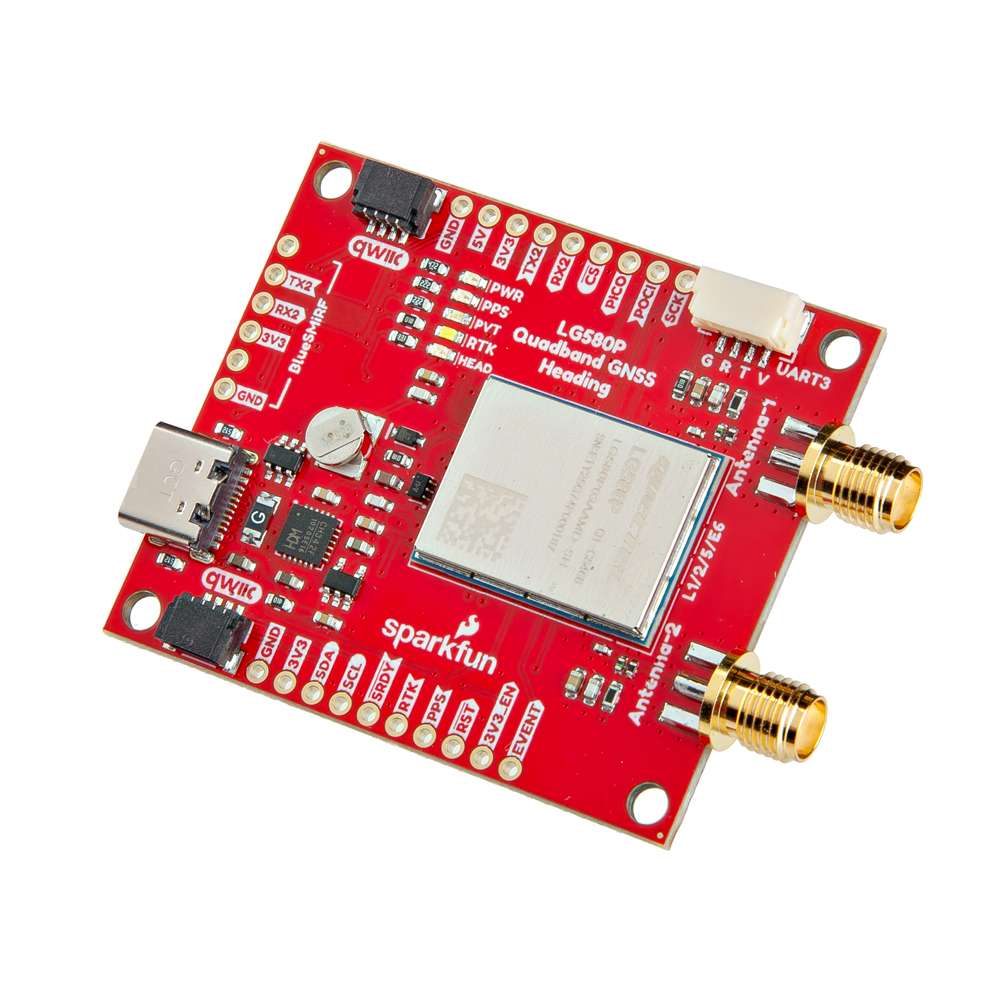 qwiic
GND
5V
3V3
TX2
RX2
CS
PICO
POCI
SCK
TX2
RX2
3V3
GND
BlueSMiRF
PWR
PPS
PVT
RTK
HEAD
LG580P
Quadband GNSS
Heading
G R T V
UART3
Antenna-1
L1/2/5/E6
Antenna-2
G
CH342F
qwiic
sparkfun
GND
3V3
SDA
SCL
SRDY
RTK
PPS
RST
3V3_EN
EVENT